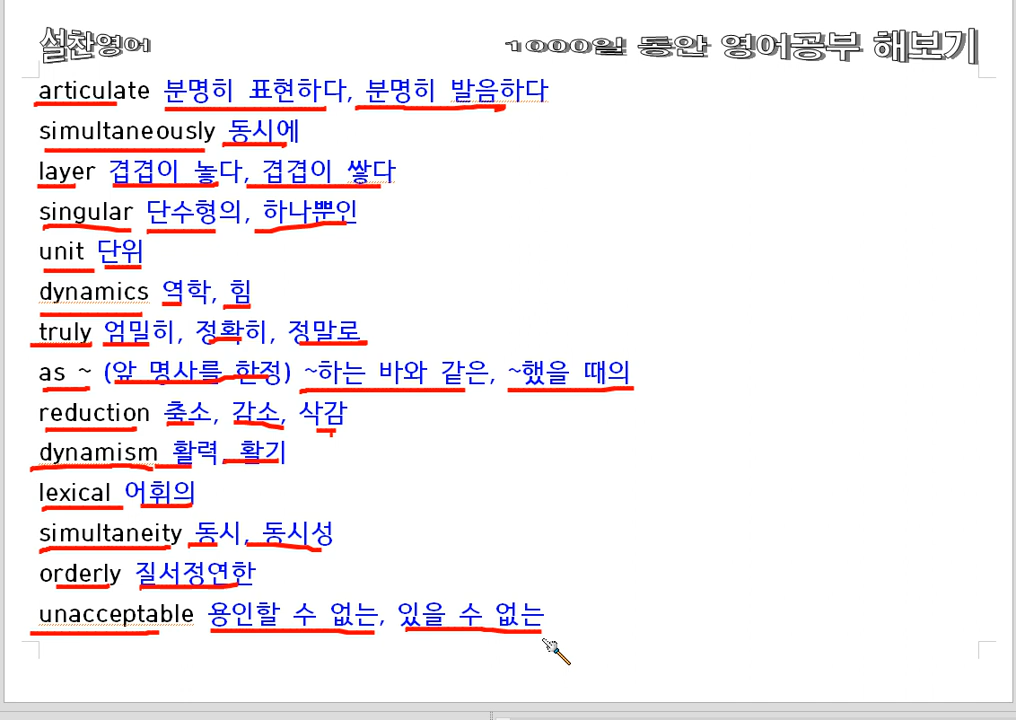 설찬영어 1000일 동안 영어공부 해보기
articulate 분명히 표현하다, 분명히 발음하다
simultaneously 동시에
layer 겹겹이 놓다, 겹겹이 쌓다
singular 단수형의, 하나뿐인
unit 단위
dynamics 역학, 힘
truly 엄밀히, 정확히, 정말로
as ~ (앞 명사를 한정) ~하는 바와 같은, ~했을 때의
reduction 축소, 감소, 삭감
dynamism 활력, 활기
lexical 어휘의
simultaneity 동시, 동시성
orderly 질서정연한
unacceptable 용인할 수 없는, 있을 수 없는